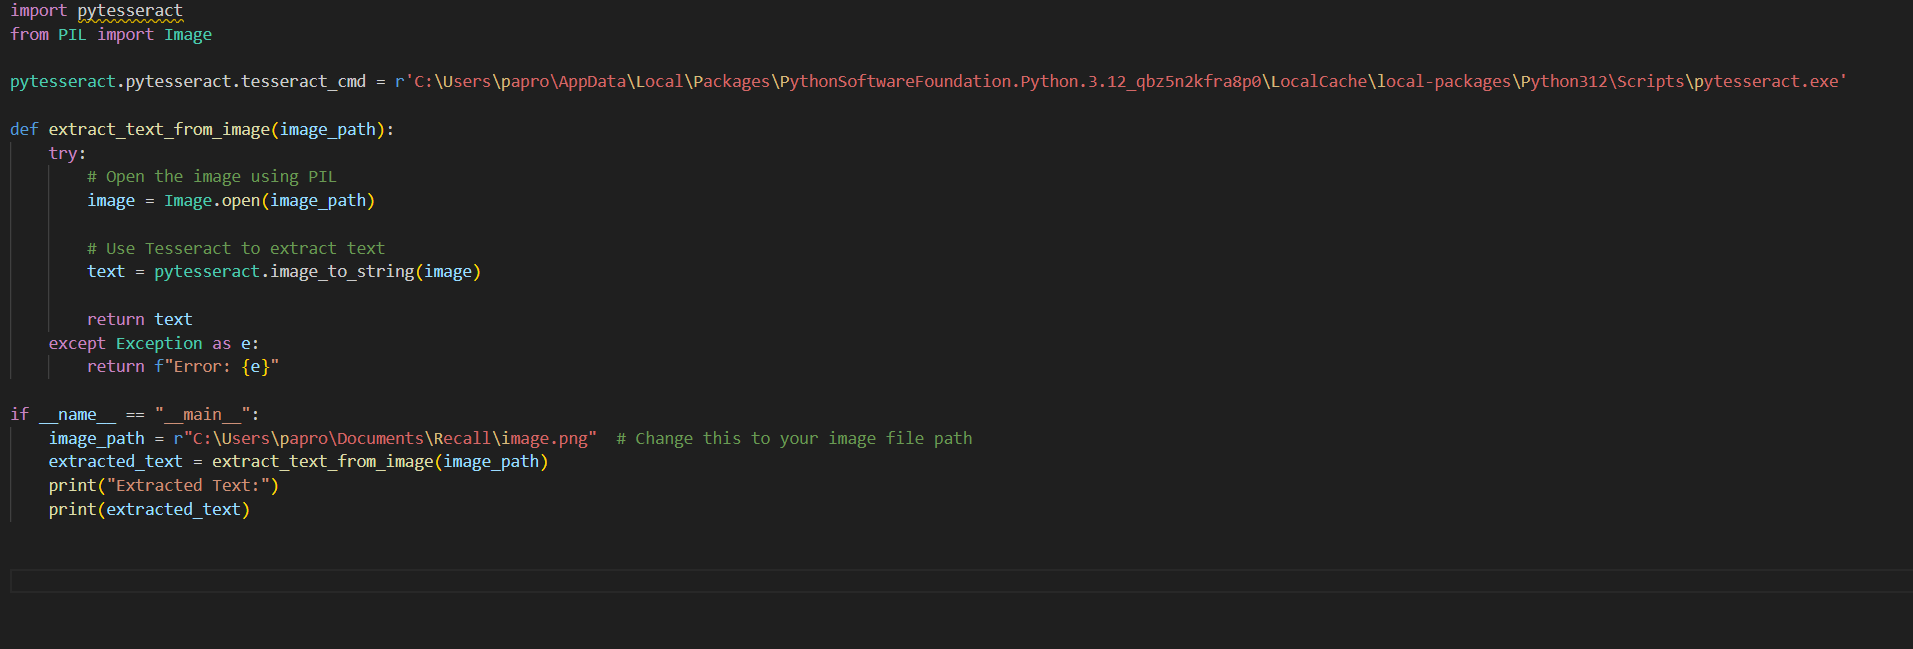 import pytesseract
from PIL import Image
pytesseract.pytesseract.tesseract_cmd = r'C:\Users\papro\AppData\Local\Packages\PythonSoftwareFoundation.Python.3.12_qbz5n2kfra8p0\LocalCache\local-packages\Python312\Scripts\pytesseract.exe'
def extract_text_from_image(image_path):
    try:
        # Open the image using PIL
        image = Image.open(image_path)
        # Use Tesseract to extract text
        text = pytesseract.image_to_string(image)
        return text
    except Exception as e:
        return f"Error: {e}"
if __name__ == "__main__":
    image_path = r"C:\Users\papro\Documents\Recall\image.png"  # Change this to your image file path
    extracted_text = extract_text_from_image(image_path)
    print("Extracted Text:")
    print(extracted_text)